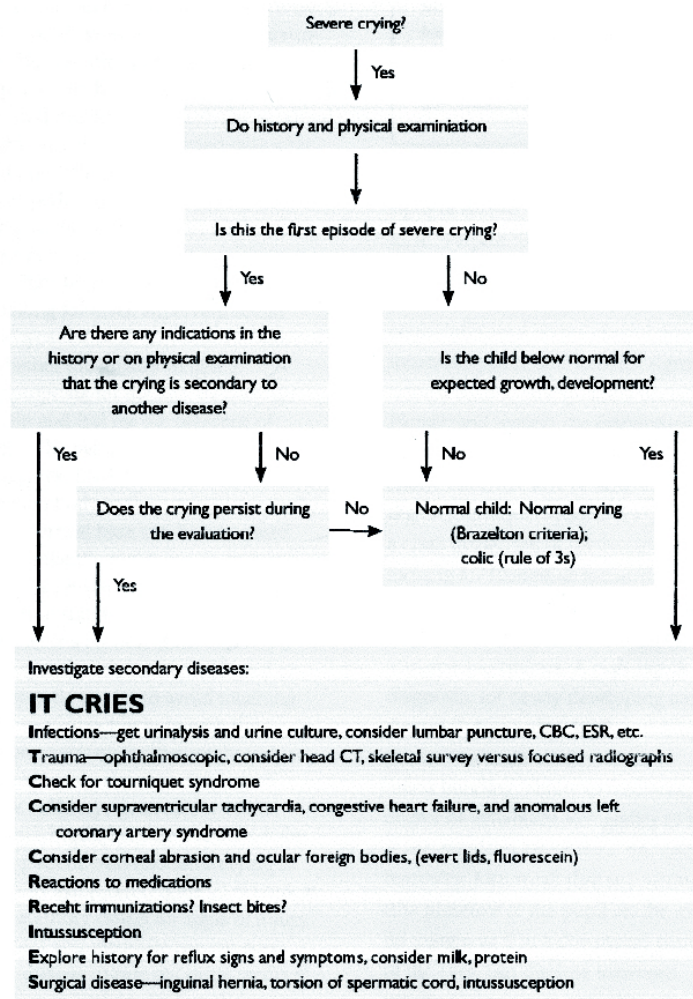 Severe crying?
Yes
Do history and physical examiniation
Is this the first episode of severe crying?
Yes
No
Are there any indications in the
history or on physical examination
that the crying is secondary to
another disease?
Is the child below normal for
expected growth, development?
Yes
No
No
Yes
Does the crying persist during
the evaluation?
No
Normal child: Normal crying
(Brazelton criteria);
colic (rule of 3s)
Yes
Investigate secondary diseases:
IT CRIES
Infections—get urinalysis and urine culture, consider lumbar puncture, CBC, ESR, etc.
Trauma—ophthalmoscopic, consider head CT, skeletal survey versus focused radiographs
Check for tourniquet syndrome
Consider supraventricular tachycardia, congestive heart failure, and anomalous left
coronary artery syndrome
Consider corneal abrasion and ocular foreign bodies, (evert lids, fluorescein)
Reactions to medications
Recent immunizations? Insect bites?
Intussusception
Explore history for reflux signs and symptoms, consider milk, protein
Surgical disease—inguinal hernia, torsion of spermatic cord, intussusception